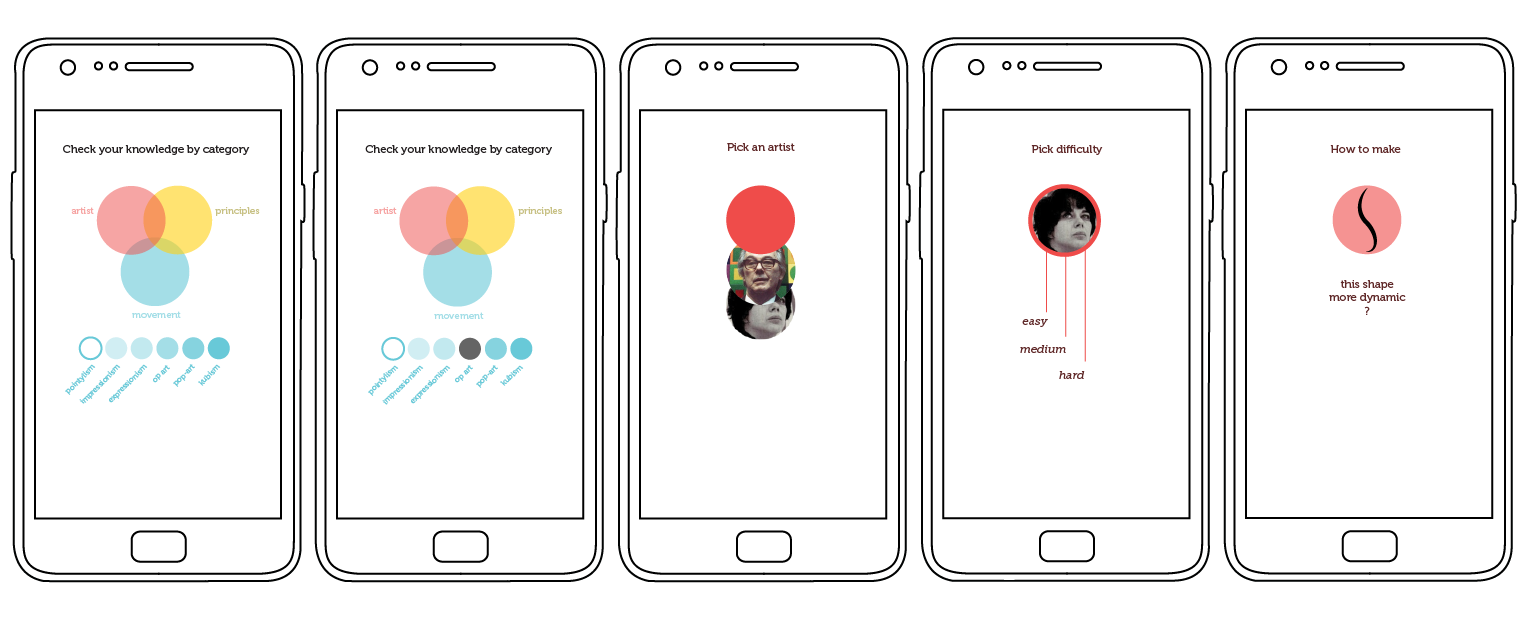 Check your knowledge by category
artist
principles
movement
pointylism
impressionism
expressionism
op art
pop-art
kubism
Check your knowledge by category
artist
principles
movement
pointylism
impressionism
expressionism
op art
pop-art
kubism
Pick an artist
Pick difficulty
easy
medium
hard
How to make
this shape
more dynamic
?